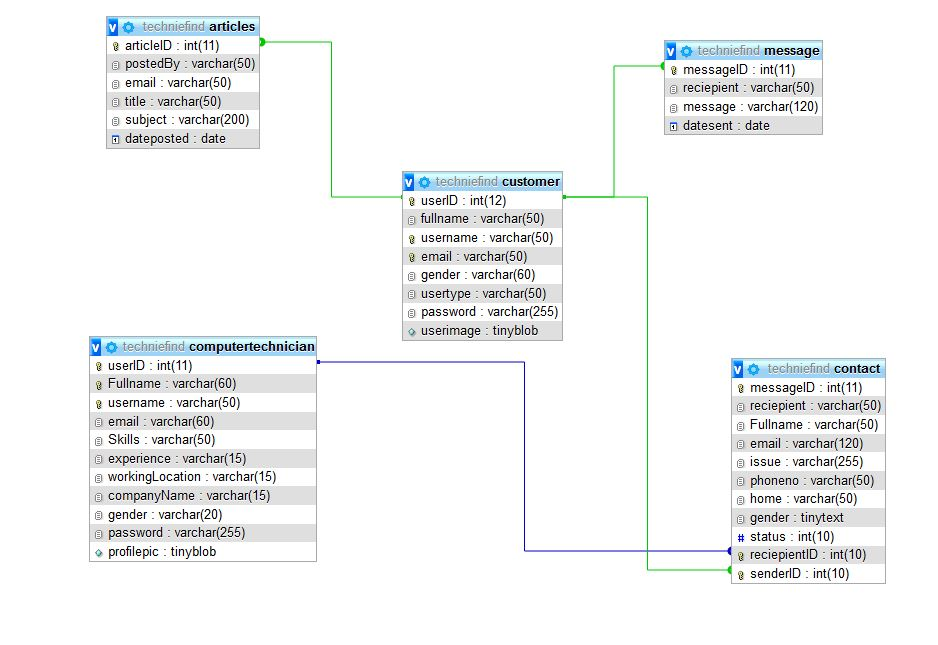 v techniefind articles
articleID : int(11)
postedBy : varchar(50)
email : varchar(50)
title : varchar(50)
subject : varchar(200)
dateposted : date
v techniefind message
messageID : int(11)
reciepient : varchar(50)
message : varchar(120)
datesent : date
v techniefind customer
userID : int(12)
fullname : varchar(50)
username : varchar(50)
email : varchar(50)
gender : varchar(60)
usertype : varchar(50)
password : varchar(255)
userimage : tinyblob
v techniefind computertechnician
userID : int(11)
Fullname : varchar(60)
username : varchar(50)
email : varchar(60)
Skills : varchar(50)
experience : varchar(15)
workingLocation : varchar(15)
companyName : varchar(15)
gender : varchar(20)
password : varchar(255)
profilepic : tinyblob
v techniefind contact
messageID : int(11)
reciepient : varchar(50)
Fullname : varchar(50)
email : varchar(120)
issue : varchar(255)
phoneno : varchar(50)
home : varchar(50)
gender : tinytext
# status : int(10)
reciepientID : int(10)
senderID : int(10)